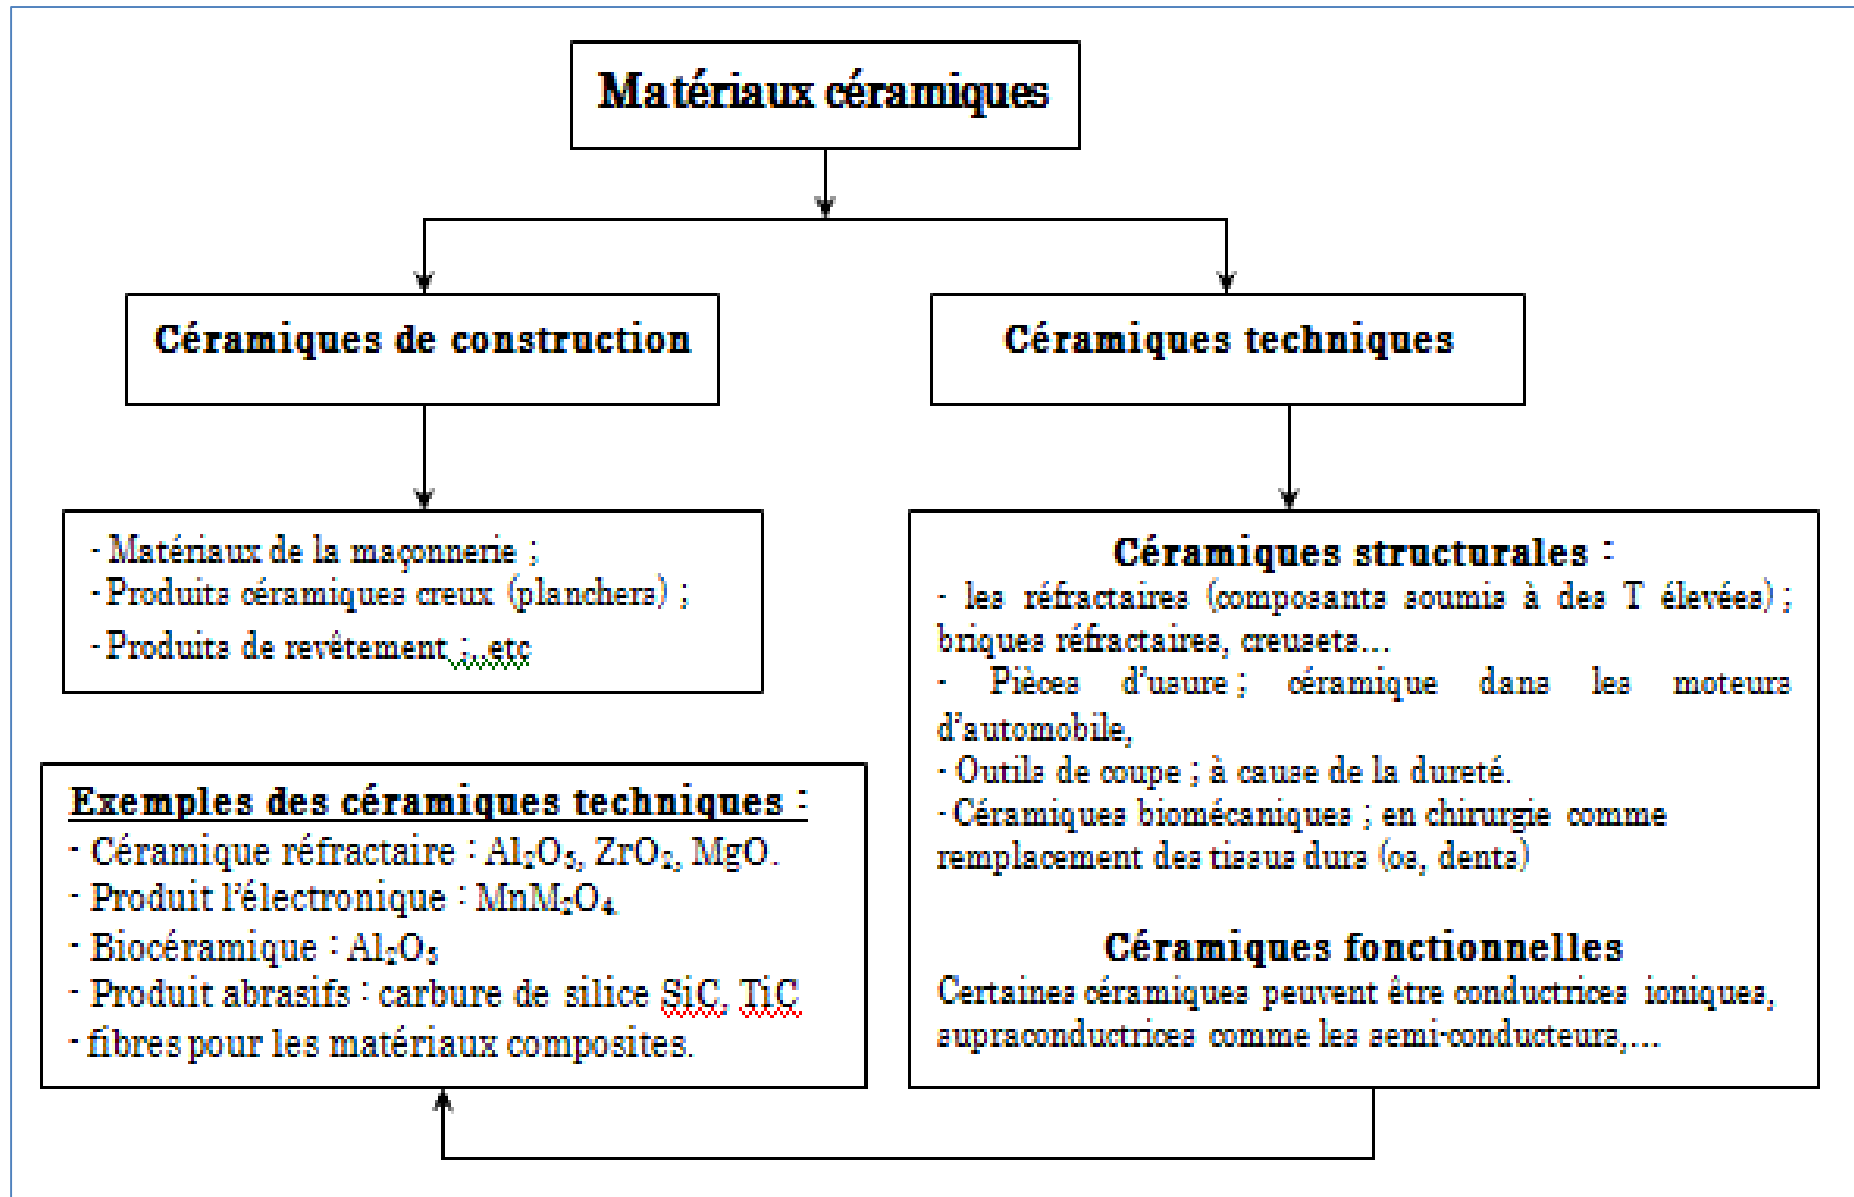 Matériaux céramiques
Céramiques de construction
Céramiques techniques
- Matériaux de la maçonnerie ;
- Produits céramiques creux (planchers) ;
- Produits de revêtement ;..etc
Céramiques structurales :
- les réfractaires (composants soumis à des T élevées) ;
briques réfractaires, creusets...
- Pièces d'usure ; céramique dans les moteurs
d'automobile,
- Outils de coupe ; à cause de la dureté.
- Céramiques biomécaniques ; en chirurgie comme
remplacement des tissus durs (os, dents)
Céramiques fonctionnelles
Certaines céramiques peuvent être conductrices ioniques,
supraconductrices comme les semi-conducteurs,...
Exemples des céramiques techniques :
- Céramique réfractaire : Al₂O₃, ZrO₂, MgO.
- Produit l'électronique : MnM₂O₄
- Biocéramique : Al₂O₃
- Produit abrasifs : carbure de silice SiC, TiC
- fibres pour les matériaux composites.